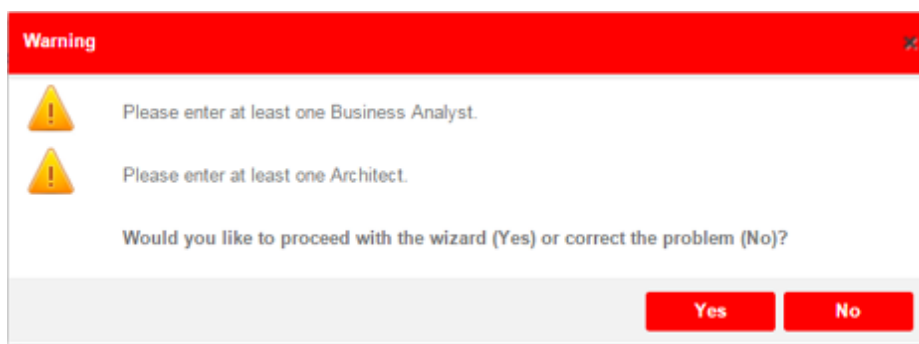 Warning
Please enter at least one Business Analyst.
Please enter at least one Architect.
Would you like to proceed with the wizard (Yes) or correct the problem (No)?
Yes No